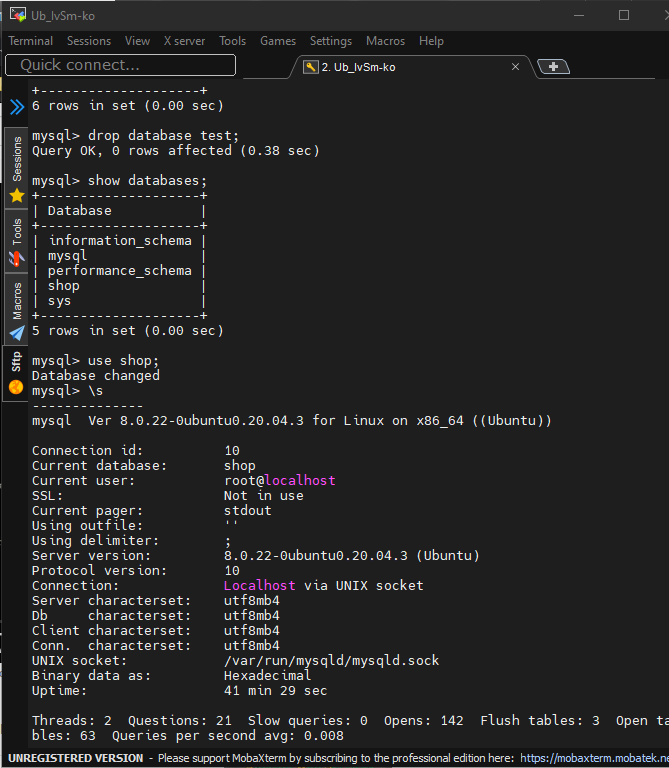 Ub_lvSm-ko
Terminal Sessions View X server Tools Games Settings Macros Help
Quick connect...
2. Ub_lvSm-ko
Sessions
Tools
Macros
Sftp
+--------------------+
6 rows in set (0.00 sec)
mysql> drop database test;
Query OK, 0 rows affected (0.38 sec)
mysql> show databases;
+--------------------+
| Database           |
+--------------------+
| information_schema |
| mysql              |
| performance_schema |
| shop               |
| sys                |
+--------------------+
5 rows in set (0.00 sec)
mysql> use shop;
Database changed
mysql> \s
--------------
mysql  Ver 8.0.22-0ubuntu0.20.04.3 for Linux on x86_64 ((Ubuntu))
Connection id:          10
Current database:       shop
Current user:           root@localhost
SSL:                    Not in use
Current pager:          stdout
Using outfile:          ''
Using delimiter:        ;
Server version:         8.0.22-0ubuntu0.20.04.3 (Ubuntu)
Protocol version:       10
Connection:             Localhost via UNIX socket
Server characterset:    utf8mb4
Db     characterset:    utf8mb4
Client characterset:    utf8mb4
Conn.  characterset:    utf8mb4
UNIX socket:            /var/run/mysqld/mysqld.sock
Binary data as:         Hexadecimal
Uptime:                 41 min 29 sec
Threads: 2  Questions: 21  Slow queries: 0  Opens: 142  Flush tables: 3  Open ta
bles: 63  Queries per second avg: 0.008
UNREGISTERED VERSION - Please support MobaXterm by subscribing to the professional edition here: https://mobaxterm.mobatek.ne